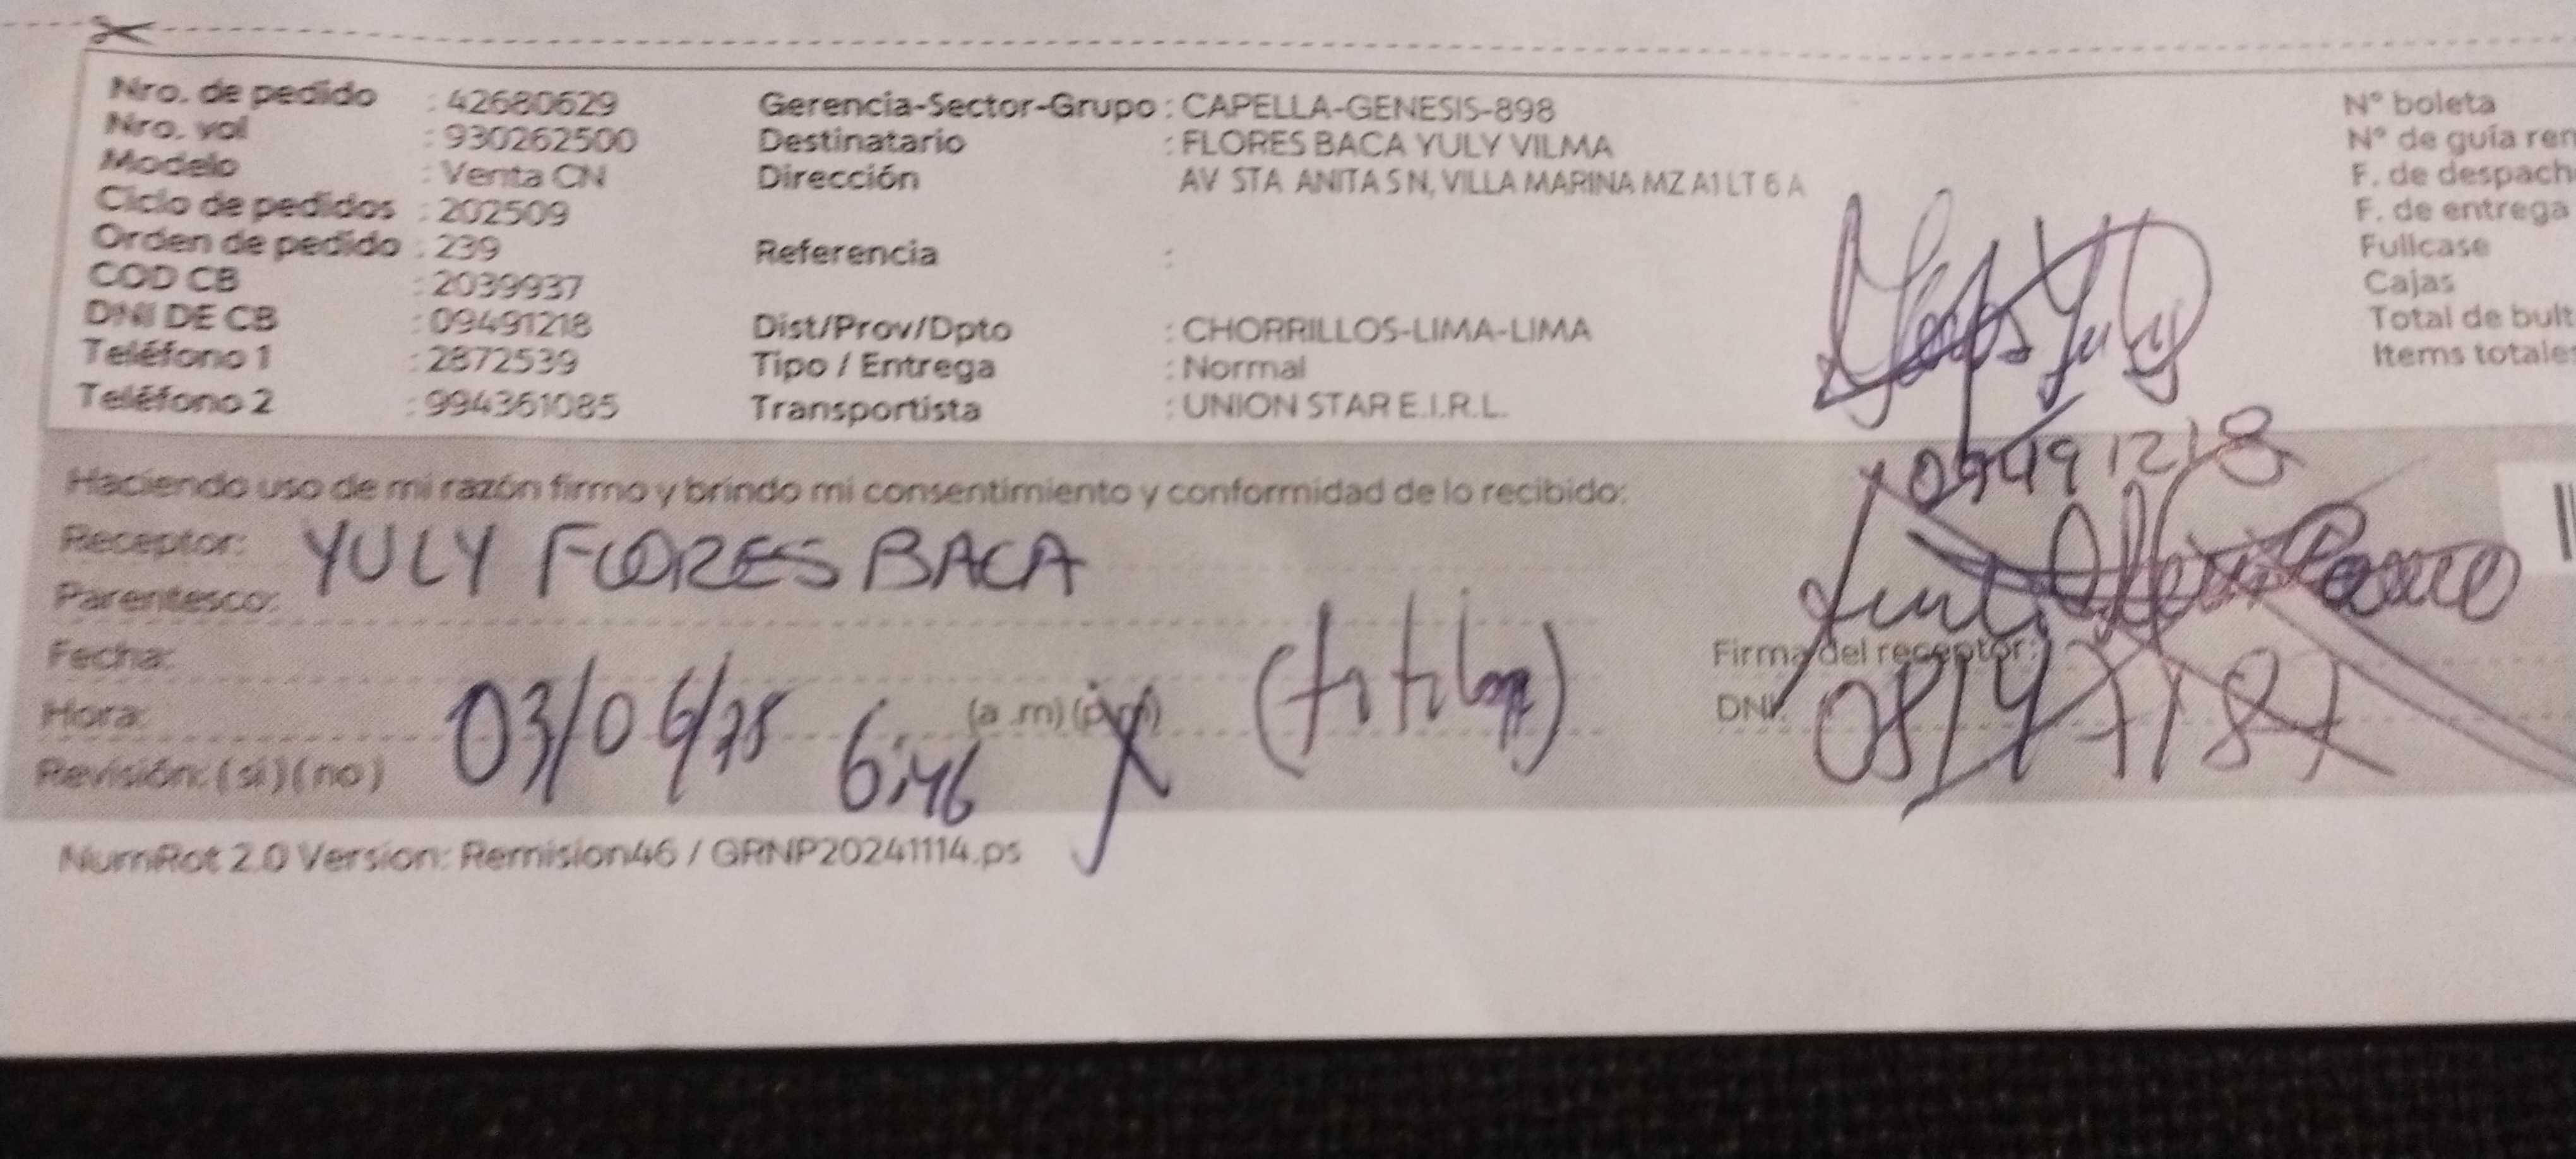 Nro. de pedido : 42680629
Nro. vol : 930262500
Modelo : Venta CN
Ciclo de pedidos : 202509
Orden de pedido : 239
COD CB : 2039937
DNI DE CB : 09491218
Teléfono 1 : 2872539
Teléfono 2 : 994361085
Gerencia-Sector-Grupo : CAPELLA-GENESIS-898
Destinatario : FLORES BACA YULY VILMA
Dirección AV STA ANITA S N, VILLA MARINA MZ A1 LT 6 A
Referencia :
Dist/Prov/Dpto : CHORRILLOS-LIMA-LIMA
Tipo / Entrega : Normal
Transportista : UNION STAR E.I.R.L.
N° boleta
N° de guía
F. de
F. de entrega
Fullcase
Cajas
Total de
Items
Yuly
09491218
Haciendo uso de mi razón firmo y brindo mi consentimiento y conformidad de lo recibido:
Receptor: YULY FLORES BACA
Parentesco:
Fecha: 03/06/25
Hora: 6:46 (a .m) (p.m)
Revisión: (si) (no)
Firma del receptor:
DNI:
NumRot 2.0 Version: Remision46 / GRNP20241114.ps